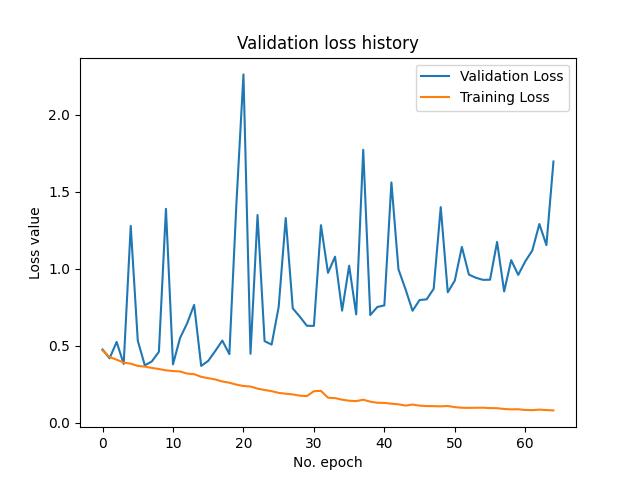 Validation loss history
Validation Loss
Training Loss
2.0
1.5
1.0
0.5
0.0
Loss value
0 10 20 30 40 50 60
No. epoch